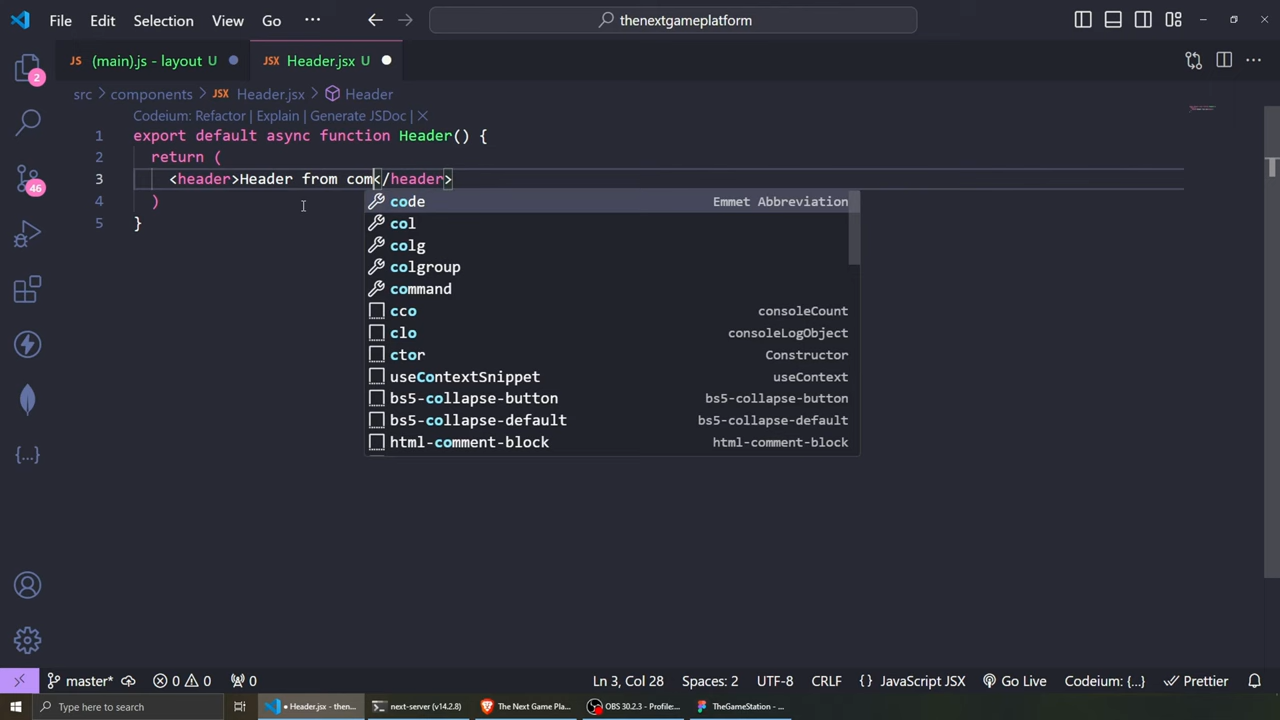 File Edit Selection View Go ··· thenextgameplatform
JS (main).js - layout U JSX Header.jsx U
2
src > components > JSX Header.jsx > Header
Codeium: Refactor | Explain | Generate JSDoc | ✕
1 export default async function Header() {
2 return (
3 <header>Header from com</header>
46
code Emmet Abbreviation
4 )
col
5 }
colg
colgroup
command
cco consoleCount
clo consoleLogObject
ctor Constructor
useContextSnippet useContext
bs5-collapse-button bs5-collapse-button
bs5-collapse-default bs5-collapse-default
html-comment-block html-comment-block
master* 0 0 0 Ln 3, Col 28 Spaces: 2 UTF-8 CRLF {} JavaScript JSX Go Live Codeium: {...} Prettier
Type here to search Header.jsx - then... next-server (v14.2.8) The Next Game Pla... OBS 30.2.3 - Profile:... TheGameStation - ...